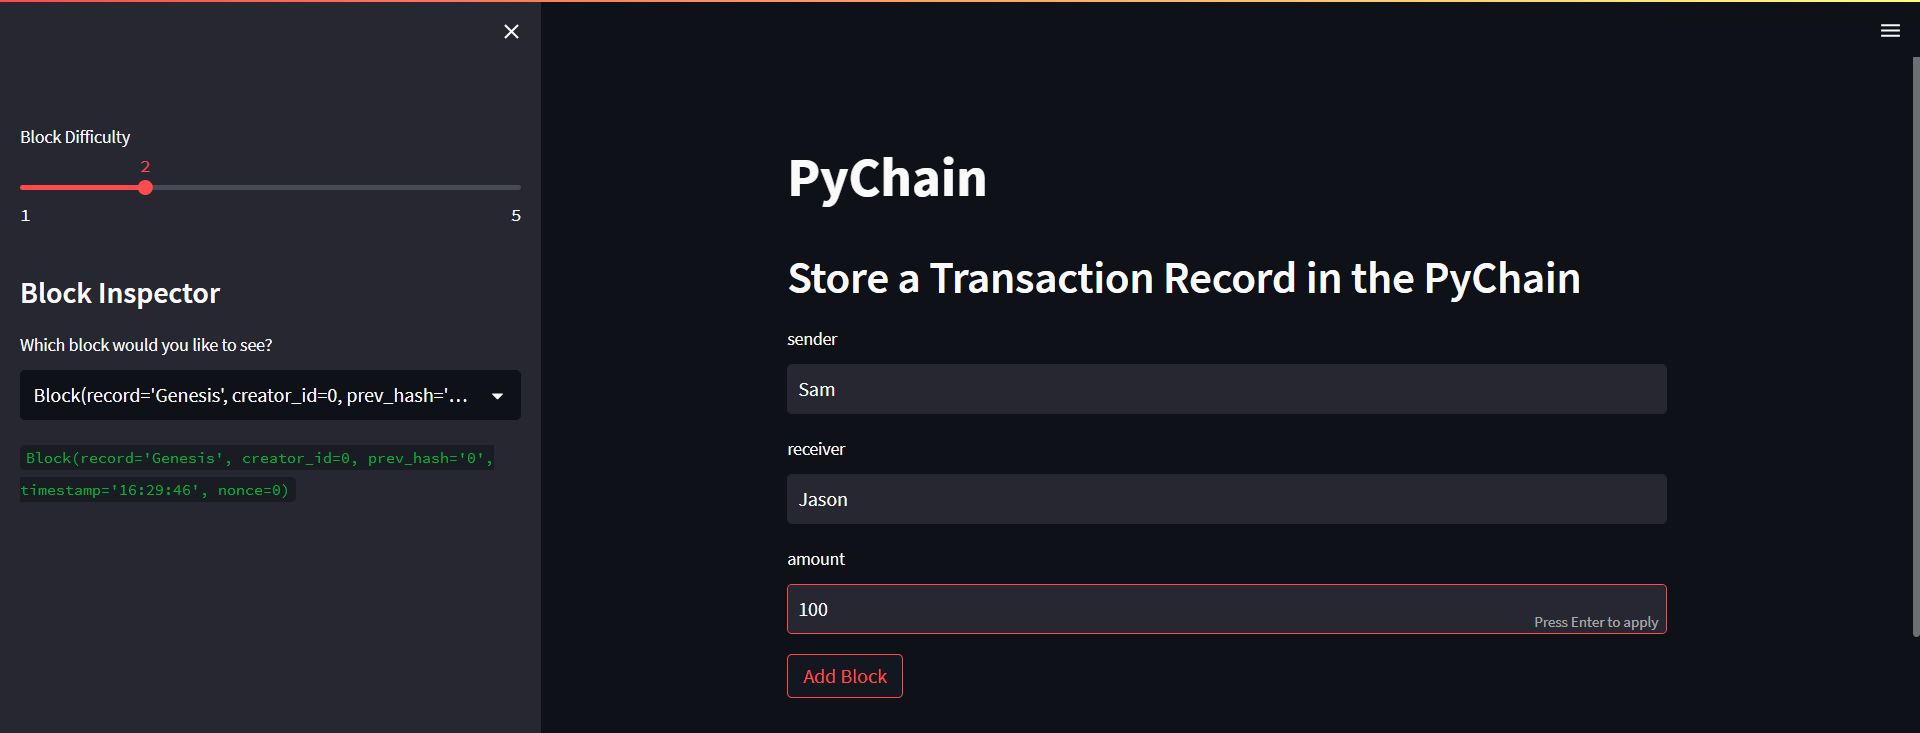 Block Difficulty
2
1
5
Block Inspector
Which block would you like to see?
Block(record='Genesis', creator_id=0, prev_hash='...
Block(record='Genesis', creator_id=0, prev_hash='0',
timestamp='16:29:46', nonce=0)
PyChain
Store a Transaction Record in the PyChain
sender
Sam
receiver
Jason
amount
100
Press Enter to apply
Add Block